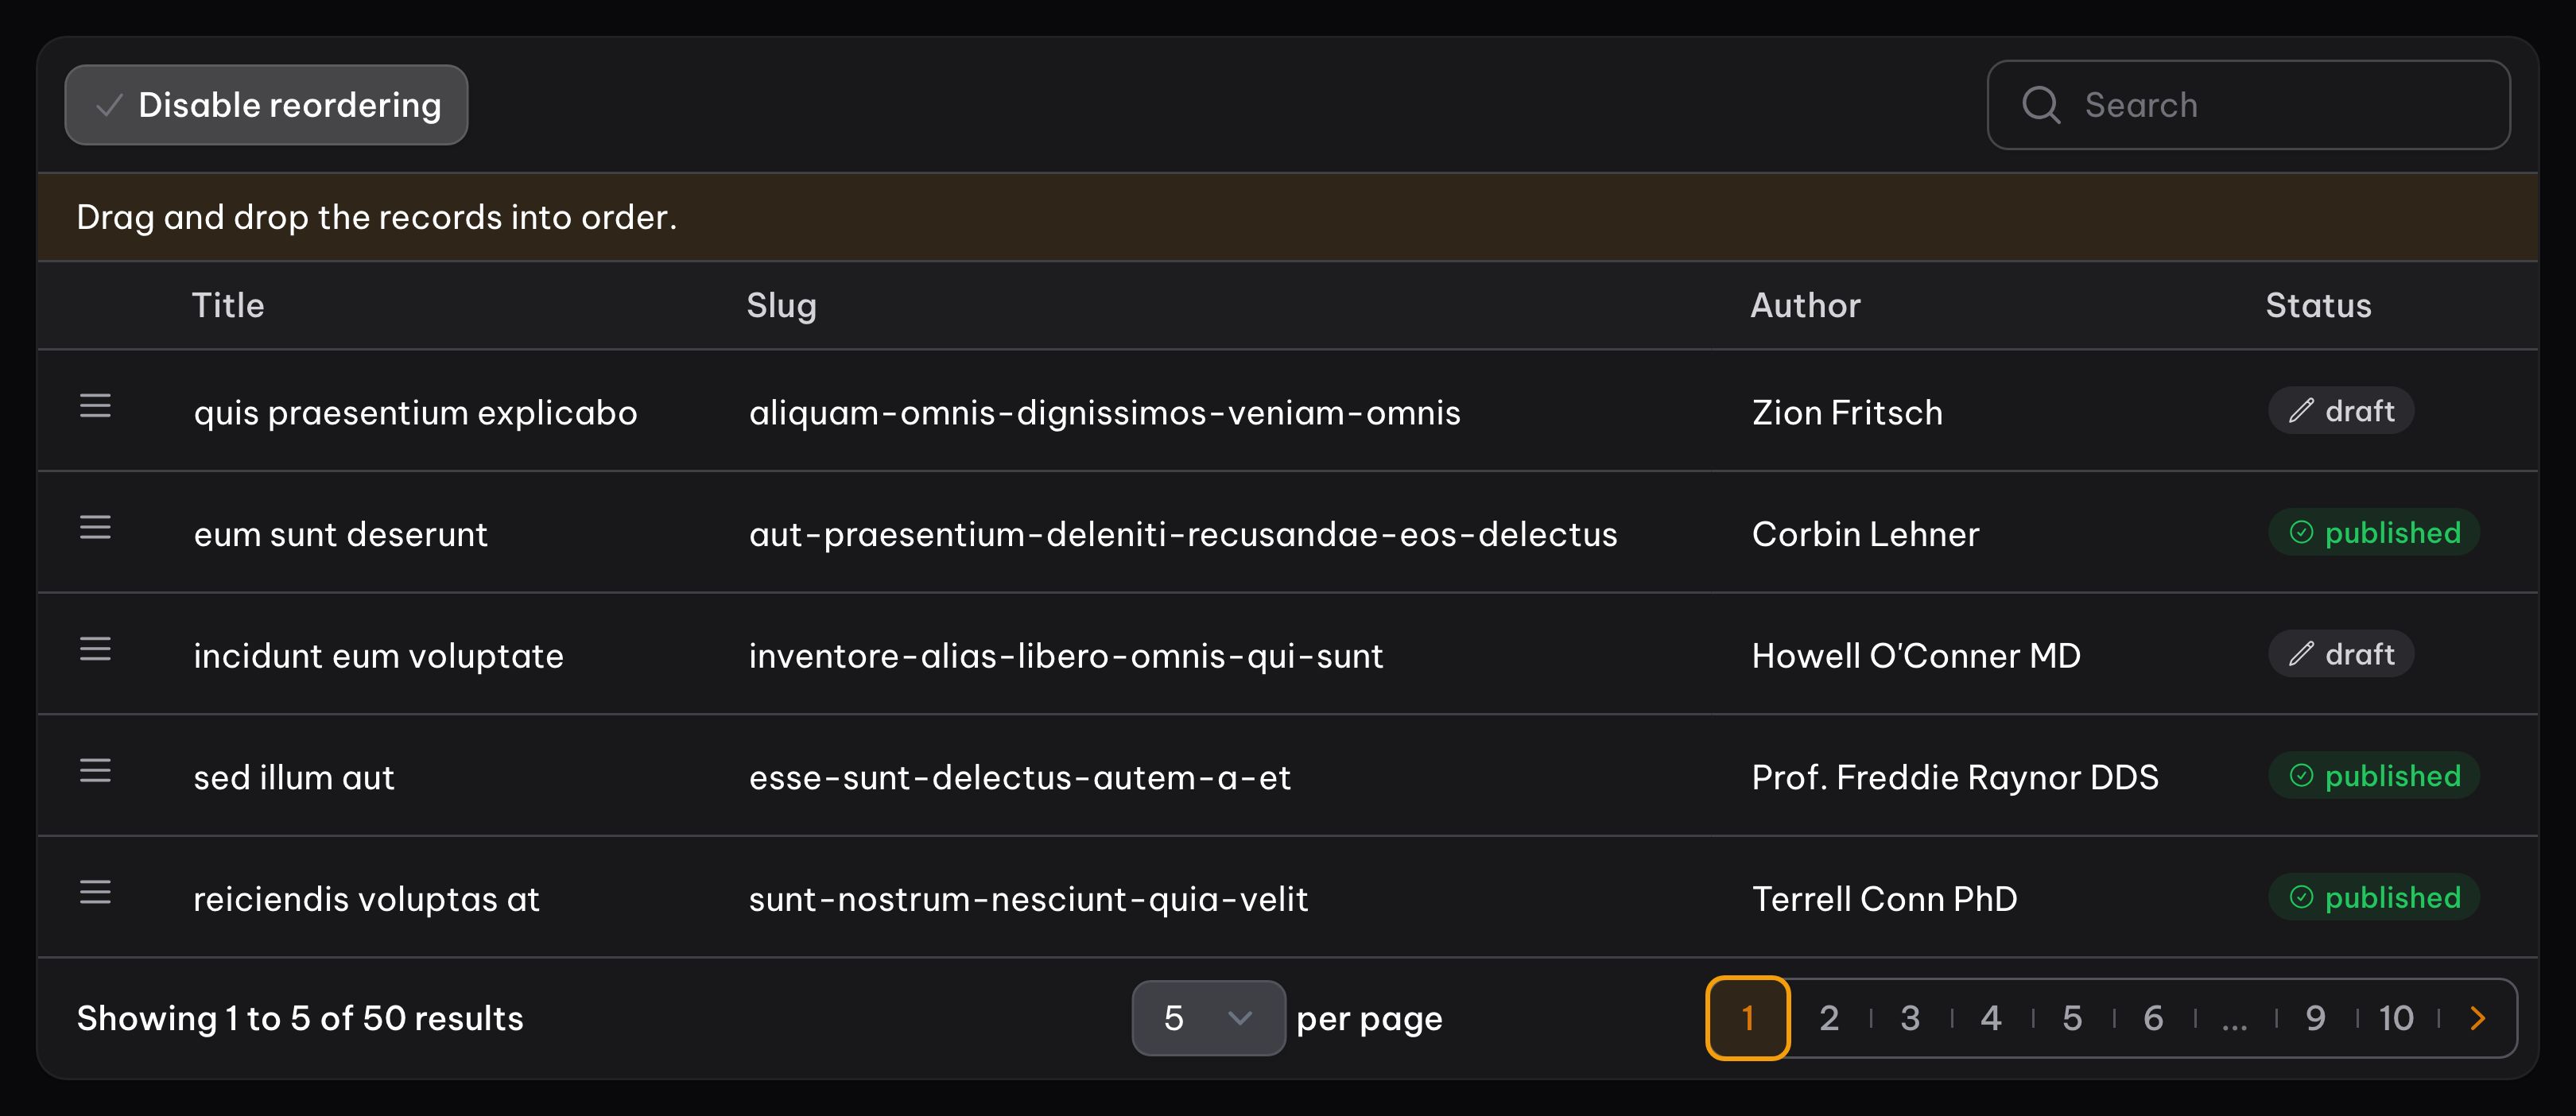 Disable reordering
Search
Drag and drop the records into order.
Title Slug Author Status
quis praesentium explicabo aliquam-omnis-dignissimos-veniam-omnis Zion Fritsch draft
eum sunt deserunt aut-praesentium-deleniti-recusandae-eos-delectus Corbin Lehner published
incidunt eum voluptate inventore-alias-libero-omnis-qui-sunt Howell O'Conner MD draft
sed illum aut esse-sunt-delectus-autem-a-et Prof. Freddie Raynor DDS published
reiciendis voluptas at sunt-nostrum-nesciunt-quia-velit Terrell Conn PhD published
Showing 1 to 5 of 50 results 5 per page 1 2 3 4 5 6 ... 9 10